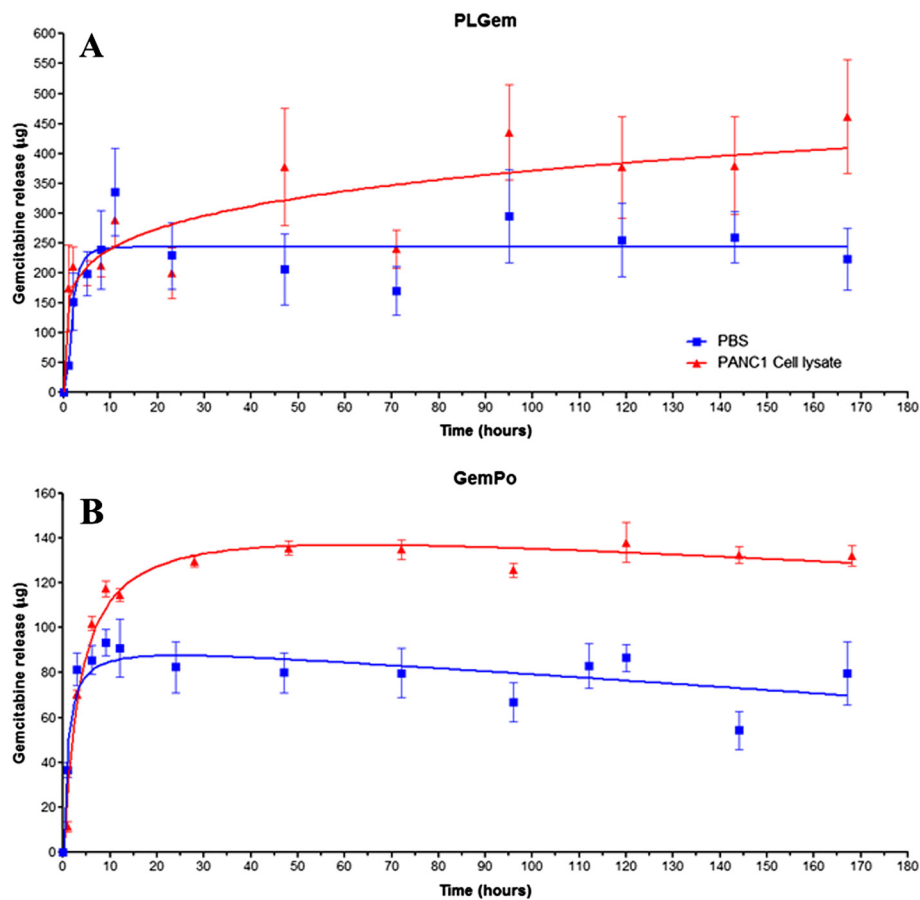 PLGem
A
600
550
500
450
400
350
300
250
200
150
100
50
0
Gemcitabine release (µg)
PBS
PANC1 Cell lysate
0 10 20 30 40 50 60 70 80 90 100 110 120 130 140 150 160 170 180
Time (hours)
GemPo
B
160
140
120
100
80
60
40
20
0
Gemcitabine release (µg)
0 10 20 30 40 50 60 70 80 90 100 110 120 130 140 150 160 170 180
Time (hours)